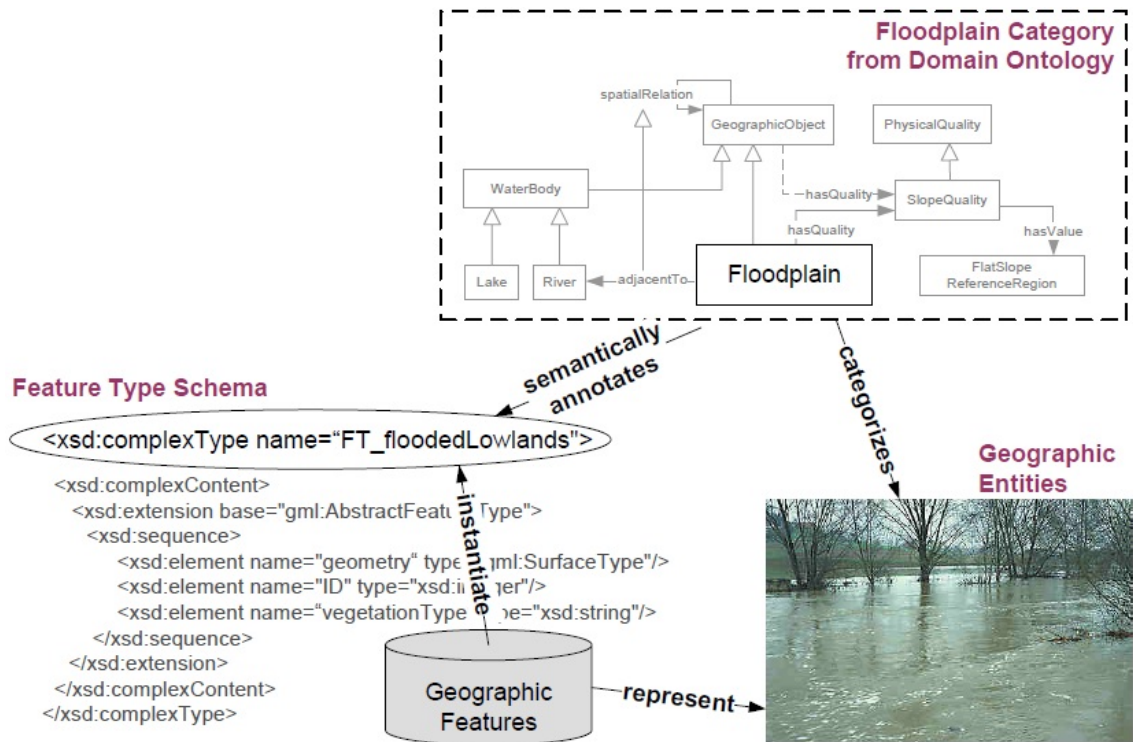 Floodplain Category
from Domain Ontology
spatialRelation
GeographicObject
PhysicalQuality
WaterBody
hasQuality
SlopeQuality
hasQuality
hasValue
Lake
River
adjacentTo
Floodplain
FlatSlope
ReferenceRegion
semantically
annotates
categorizes
Feature Type Schema
<xsd:complexType name=“FT_floodedLowlands">
Geographic
Entities
<xsd:complexContent>
<xsd:extension base="gml:AbstractFeatureType">
<xsd:sequence>
<xsd:element name="geometry“ type="gml:SurfaceType"/>
<xsd:element name="ID" type="xsd:integer"/>
<xsd:element name=“vegetationType" type="xsd:string"/>
</xsd:sequence>
</xsd:extension>
</xsd:complexContent>
</xsd:complexType>
instantiate
Geographic
Features
represent